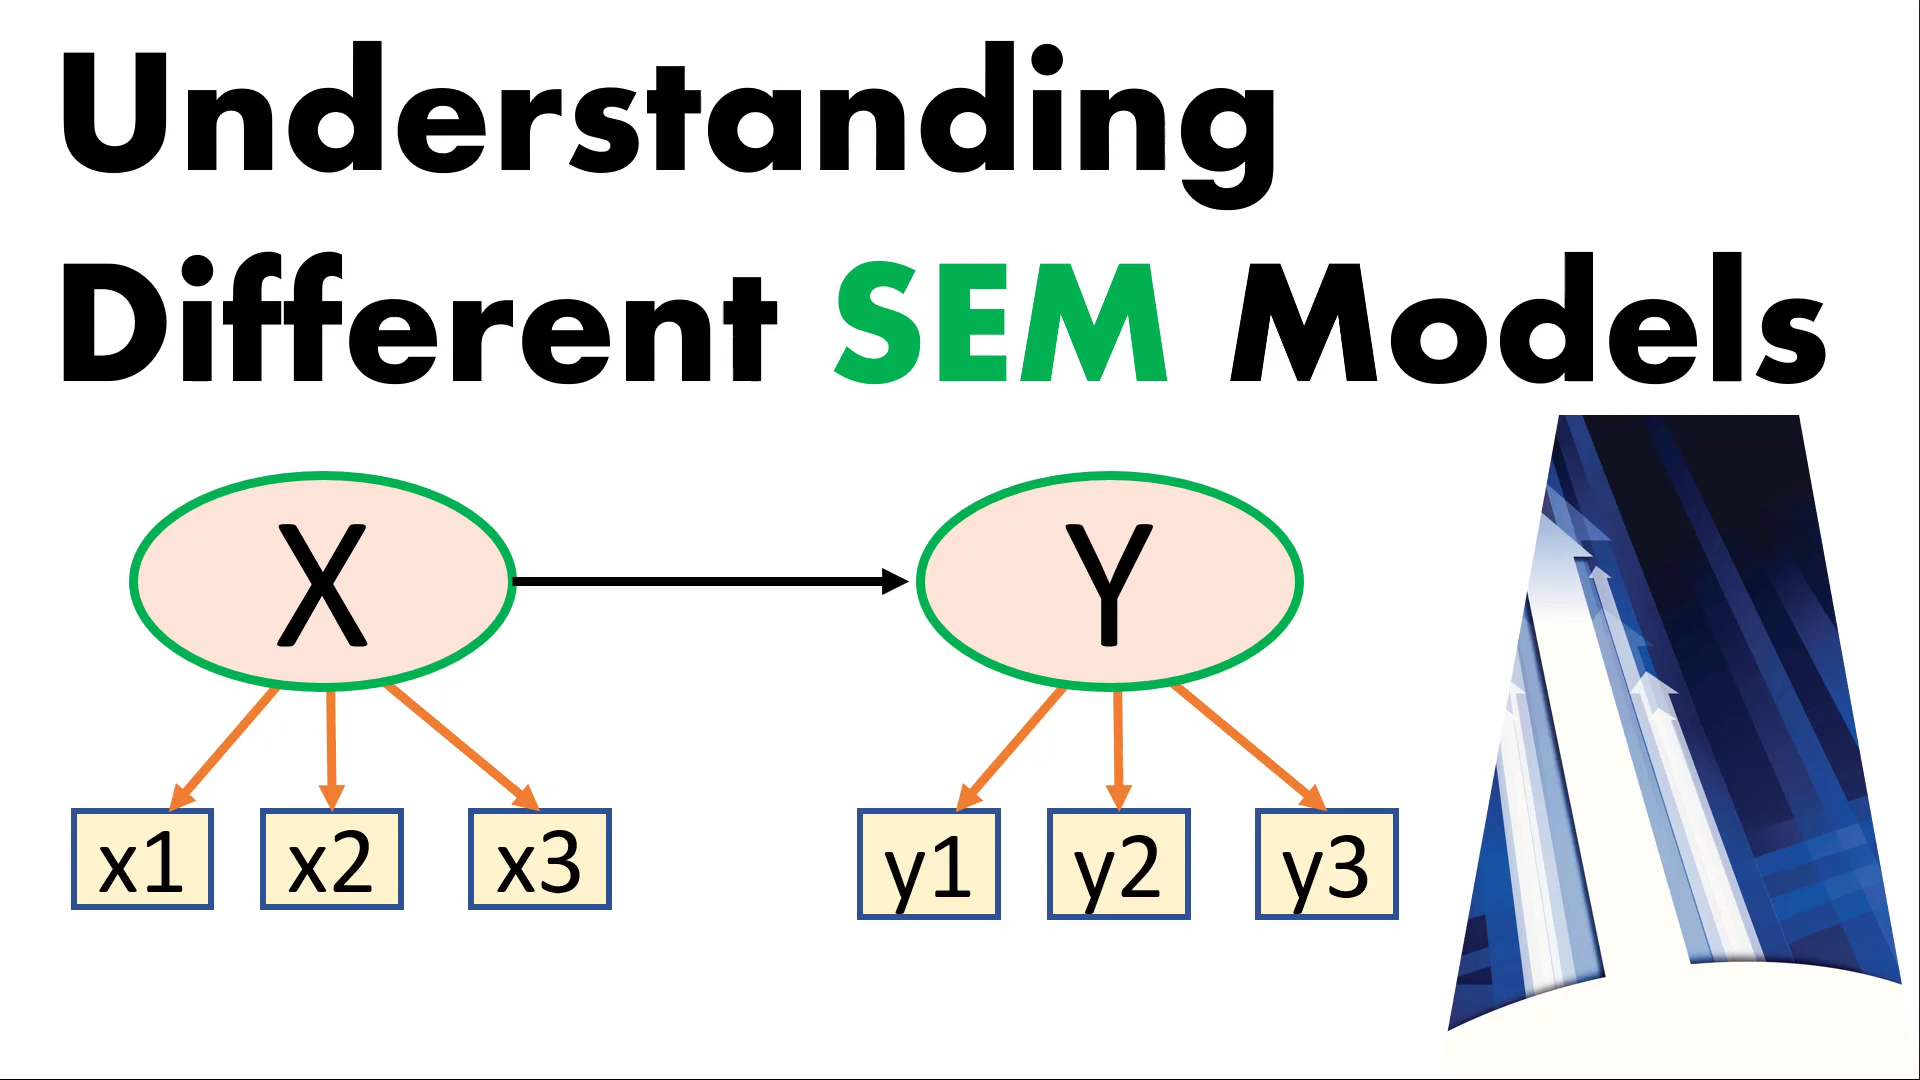 Understanding
Different SEM Models
X Y
x1 x2 x3 y1 y2 y3